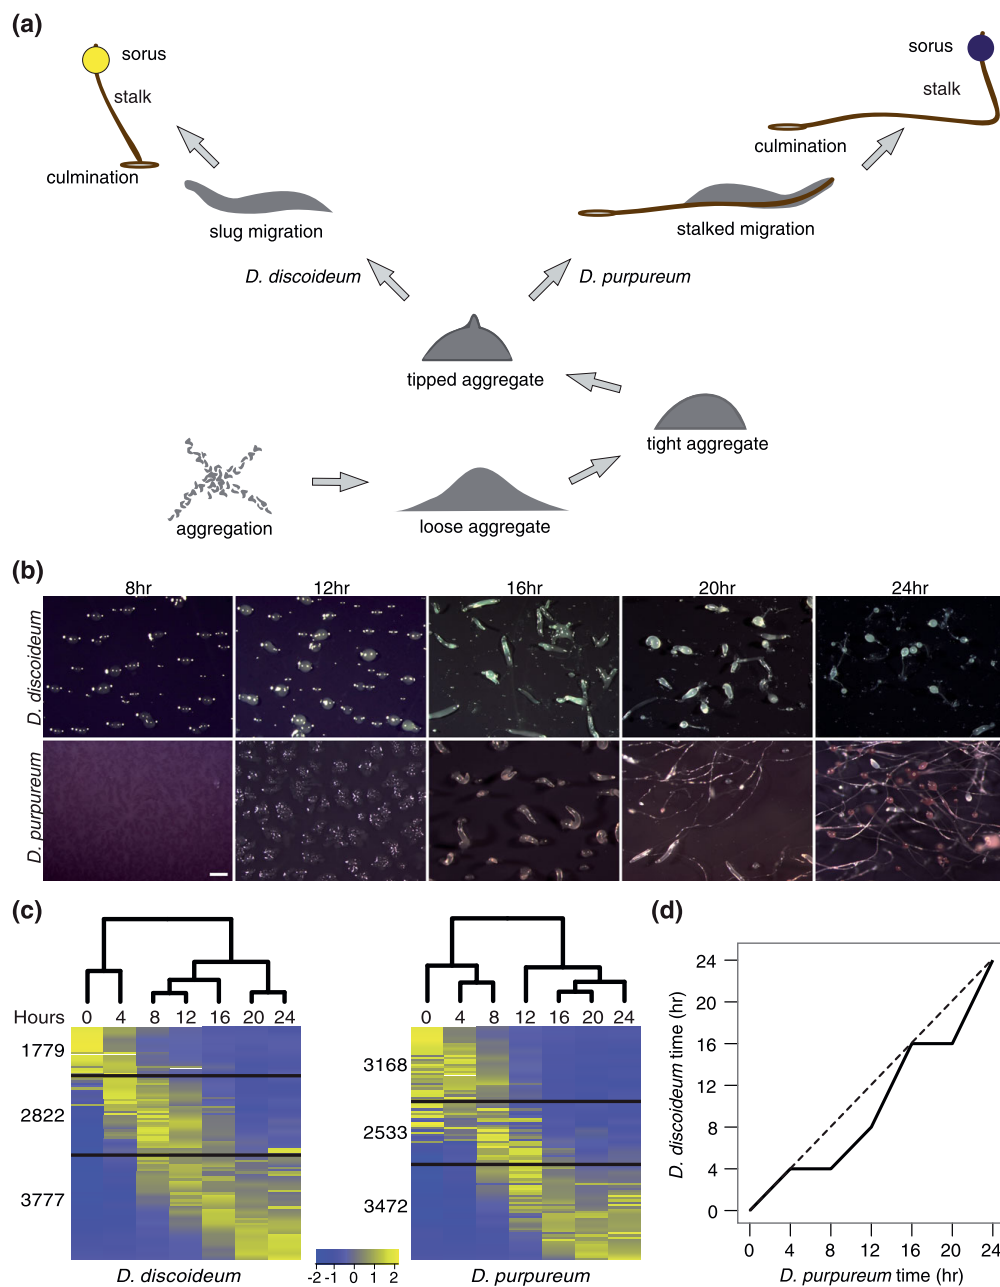 (a)
sorus
stalk
culmination
slug migration
D. discoideum
sorus
stalk
culmination
stalked migration
D. purpureum
tipped aggregate
tight aggregate
aggregation
loose aggregate
(b)
8hr 12hr 16hr 20hr 24hr
D. discoideum
D. purpureum
(c)
Hours 0 4 8 12 16 20 24
1779
2822
3777
D. discoideum
-2 -1 0 1 2
0 4 8 12 16 20 24
3168
2533
3472
D. purpureum
(d)
D. discoideum time (hr)
24
20
16
12
8
4
0
0 4 8 12 16 20 24
D. purpureum time (hr)